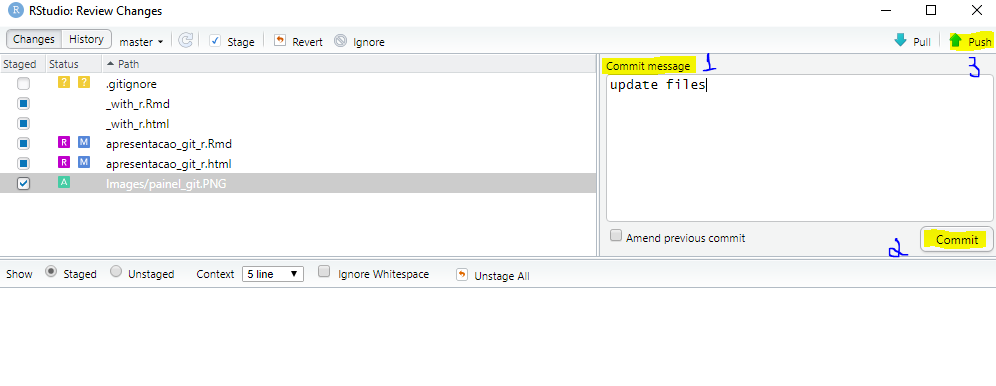 RStudio: Review Changes
Changes History master Stage Revert Ignore Pull Push
3
Staged Status Path
? ? .gitignore
_with_r.Rmd
_with_r.html
R M apresentacao_git_r.Rmd
R M apresentacao_git_r.html
A Images/painel_git.PNG
Commit message 1
update files
Amend previous commit
2 Commit
Show Staged Unstaged Context 5 line Ignore Whitespace Unstage All